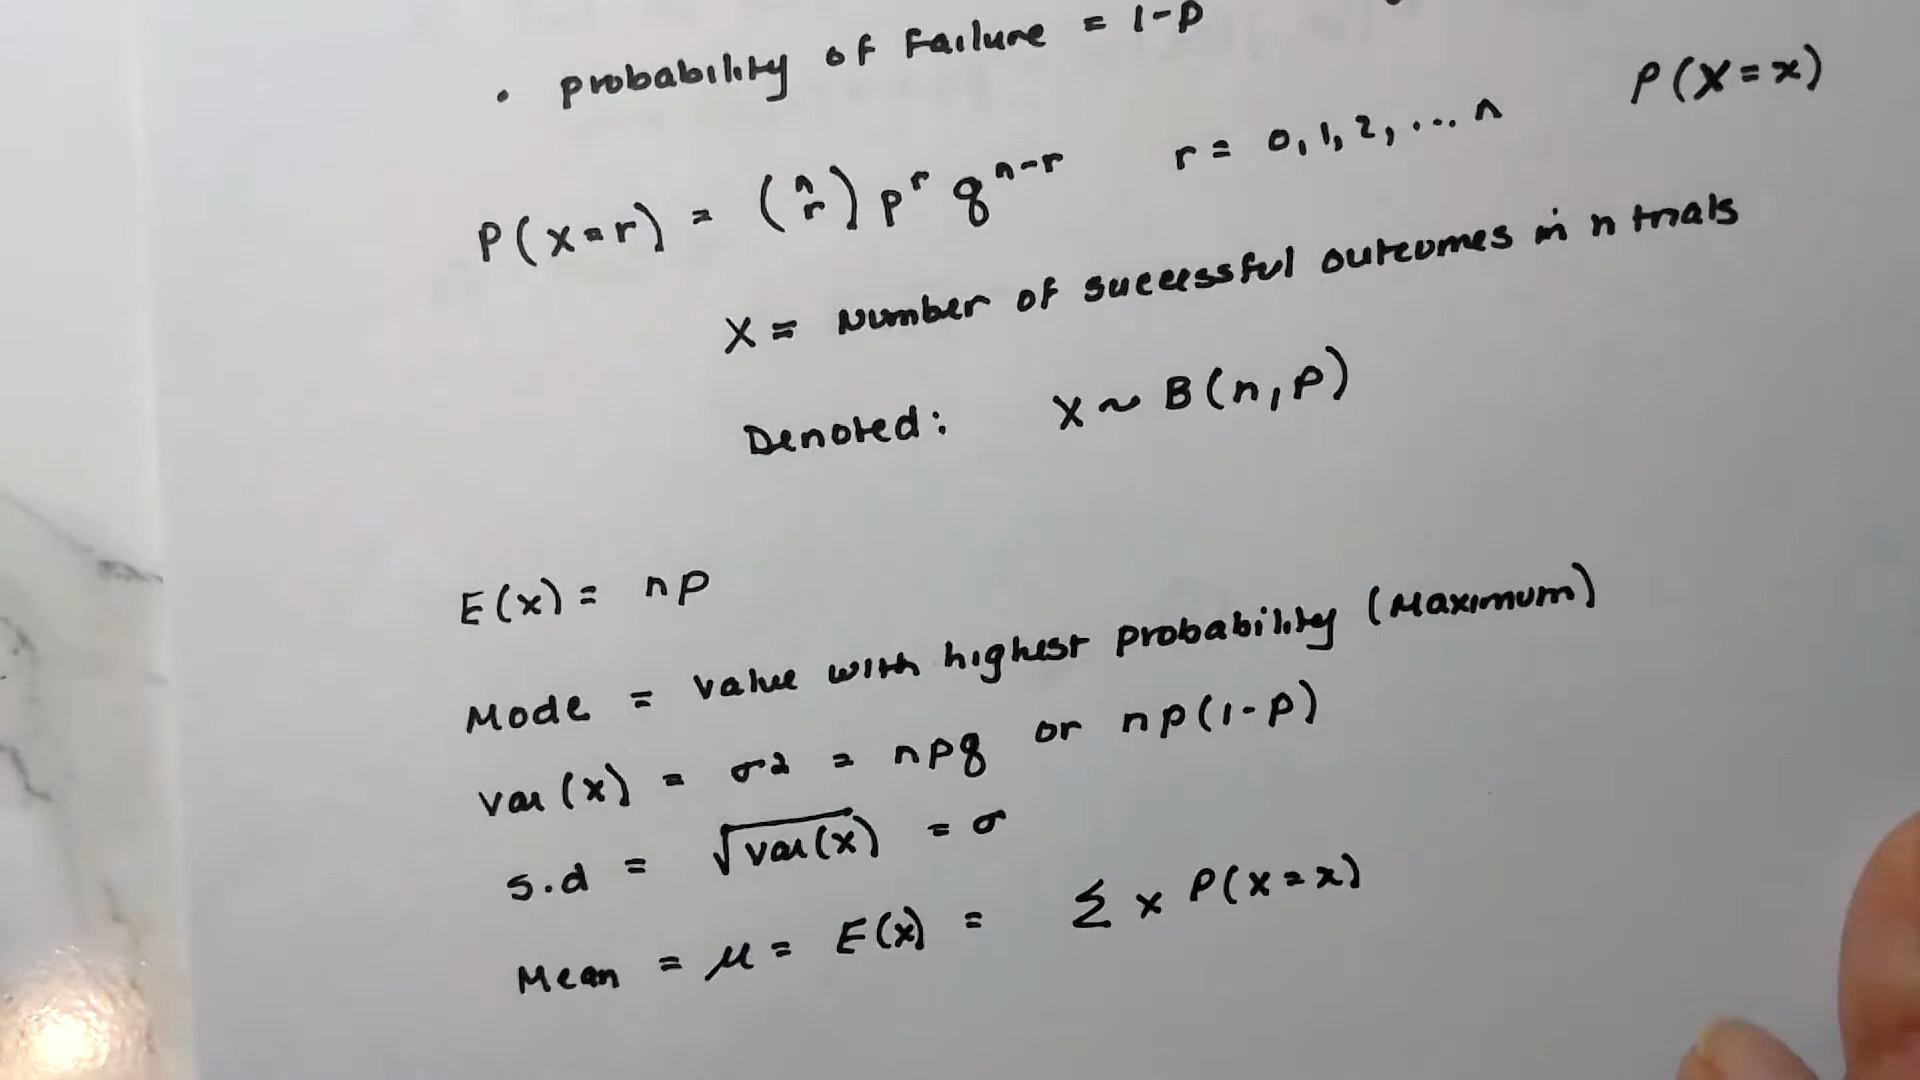 • probability of Failure = 1-p
P(X=x)
P(x=r) = (n r) p^r q^n-r r = 0, 1, 2, ... n
X = Number of successful outcomes in n trials
Denoted: X ~ B(n, p)
E(x) = np
Mode = value with highest probability (Maximum)
var(x) = σ2 = npq or np(1-p)
s.d = √var(x) = σ
Mean = μ = E(x) = Σ x P(x=x)